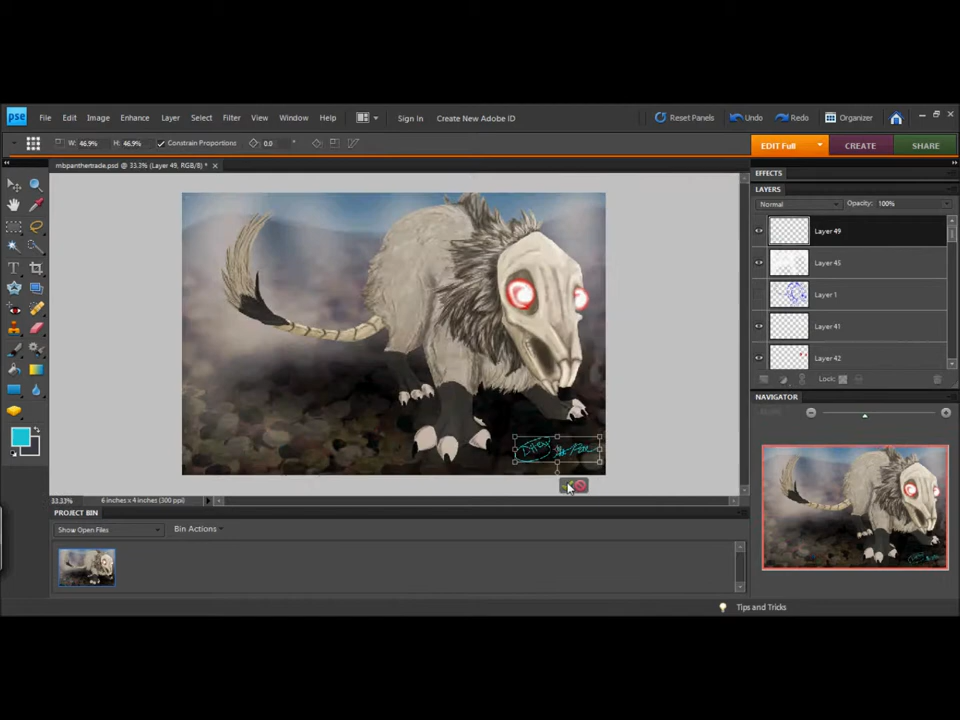 pse File Edit Image Enhance Layer Select Filter View Window Help Sign In Create New Adobe ID Reset Panels Undo Redo Organizer
W: 46.9% H: 46.9% Constrain Proportions 0.0 ° EDIT Full CREATE SHARE
mbpanthertrade.psd @ 33.3% (Layer 49, RGB/8) *
EFFECTS
LAYERS
Normal Opacity: 100%
Layer 49
Layer 45
Layer 1
Layer 41
Layer 42
Lock:
NAVIGATOR
33.33% 6 inches x 4 inches (300 ppi)
PROJECT BIN
Show Open Files Bin Actions
Tips and Tricks